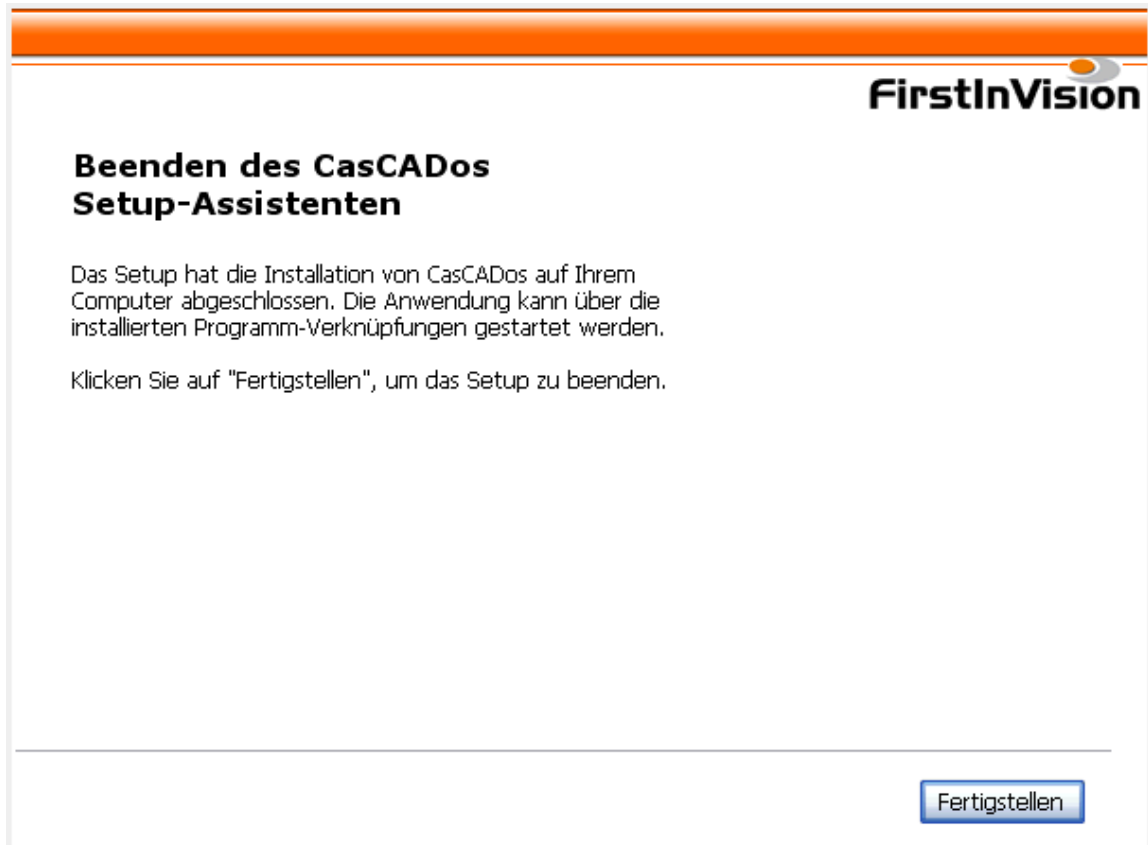 FirstInVision
Beenden des CasCADos
Setup-Assistenten
Das Setup hat die Installation von CasCADos auf Ihrem
Computer abgeschlossen. Die Anwendung kann über die
installierten Programm-Verknüpfungen gestartet werden.
Klicken Sie auf "Fertigstellen", um das Setup zu beenden.
Fertigstellen